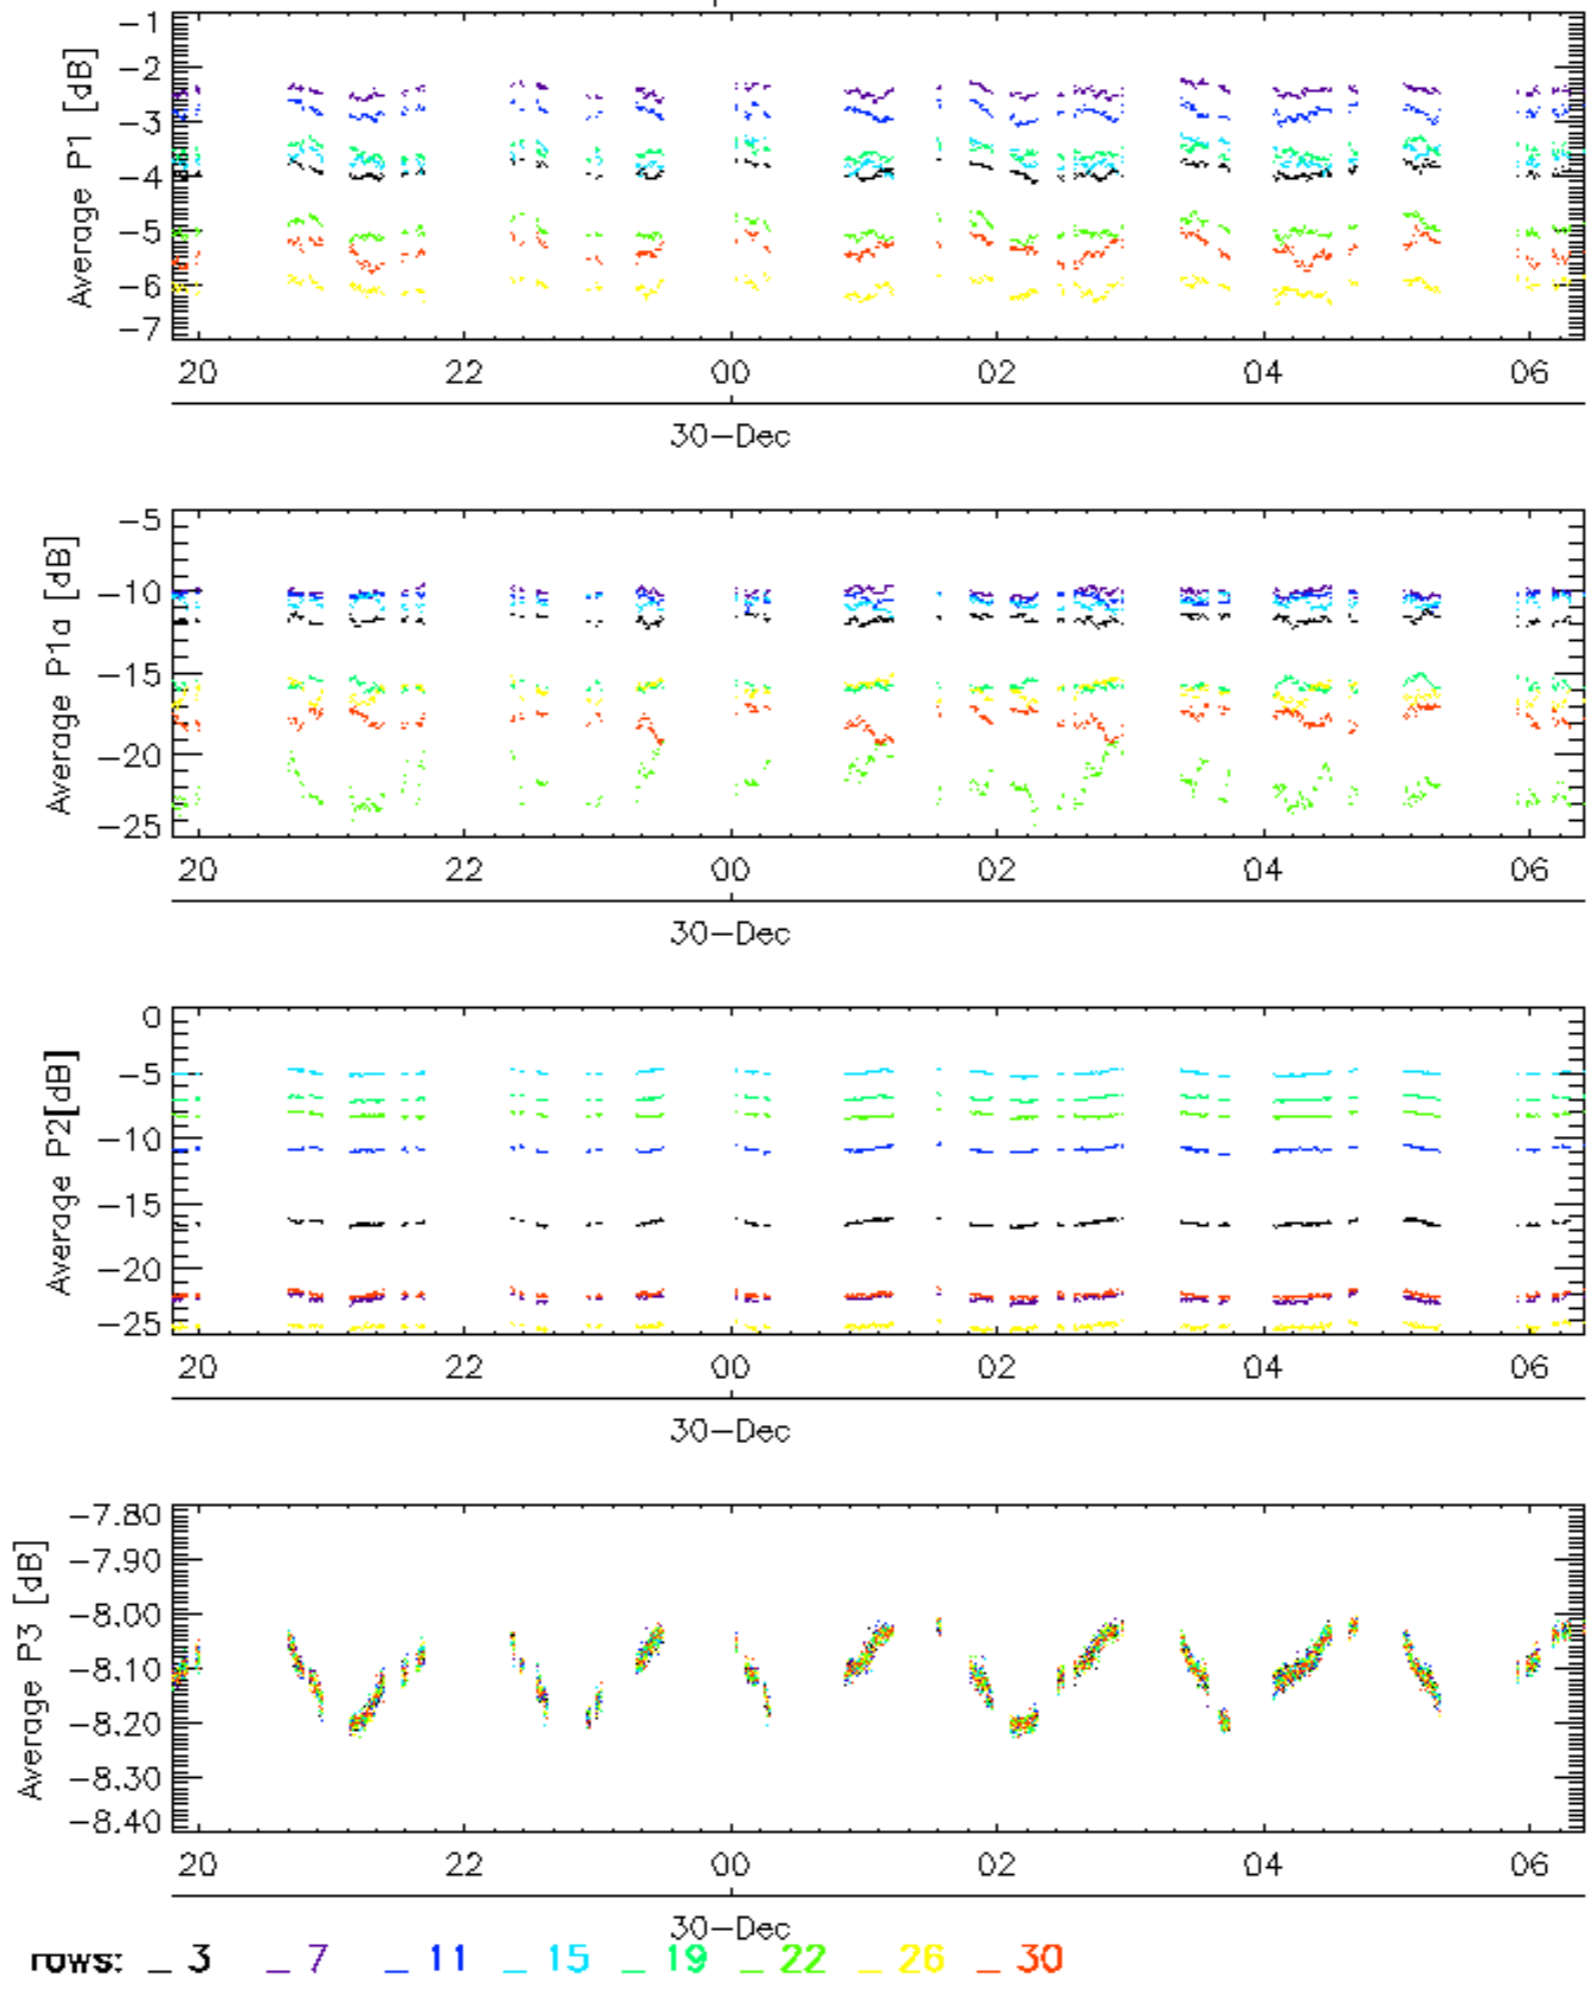 Average P1 [dB]
-1
-2
-3
-4
-5
-6
-7
20 22 00 02 04 06
30-Dec
Average P1a [dB]
-5
-10
-15
-20
-25
20 22 00 02 04 06
30-Dec
Average P2[dB]
0
-5
-10
-15
-20
-25
20 22 00 02 04 06
30-Dec
Average P3 [dB]
-7.80
-7.90
-8.00
-8.10
-8.20
-8.30
-8.40
20 22 00 02 04 06
30-Dec
rows: _ 3 _ 7 _ 11 _ 15 _ 19 _ 22 _ 26 _ 30